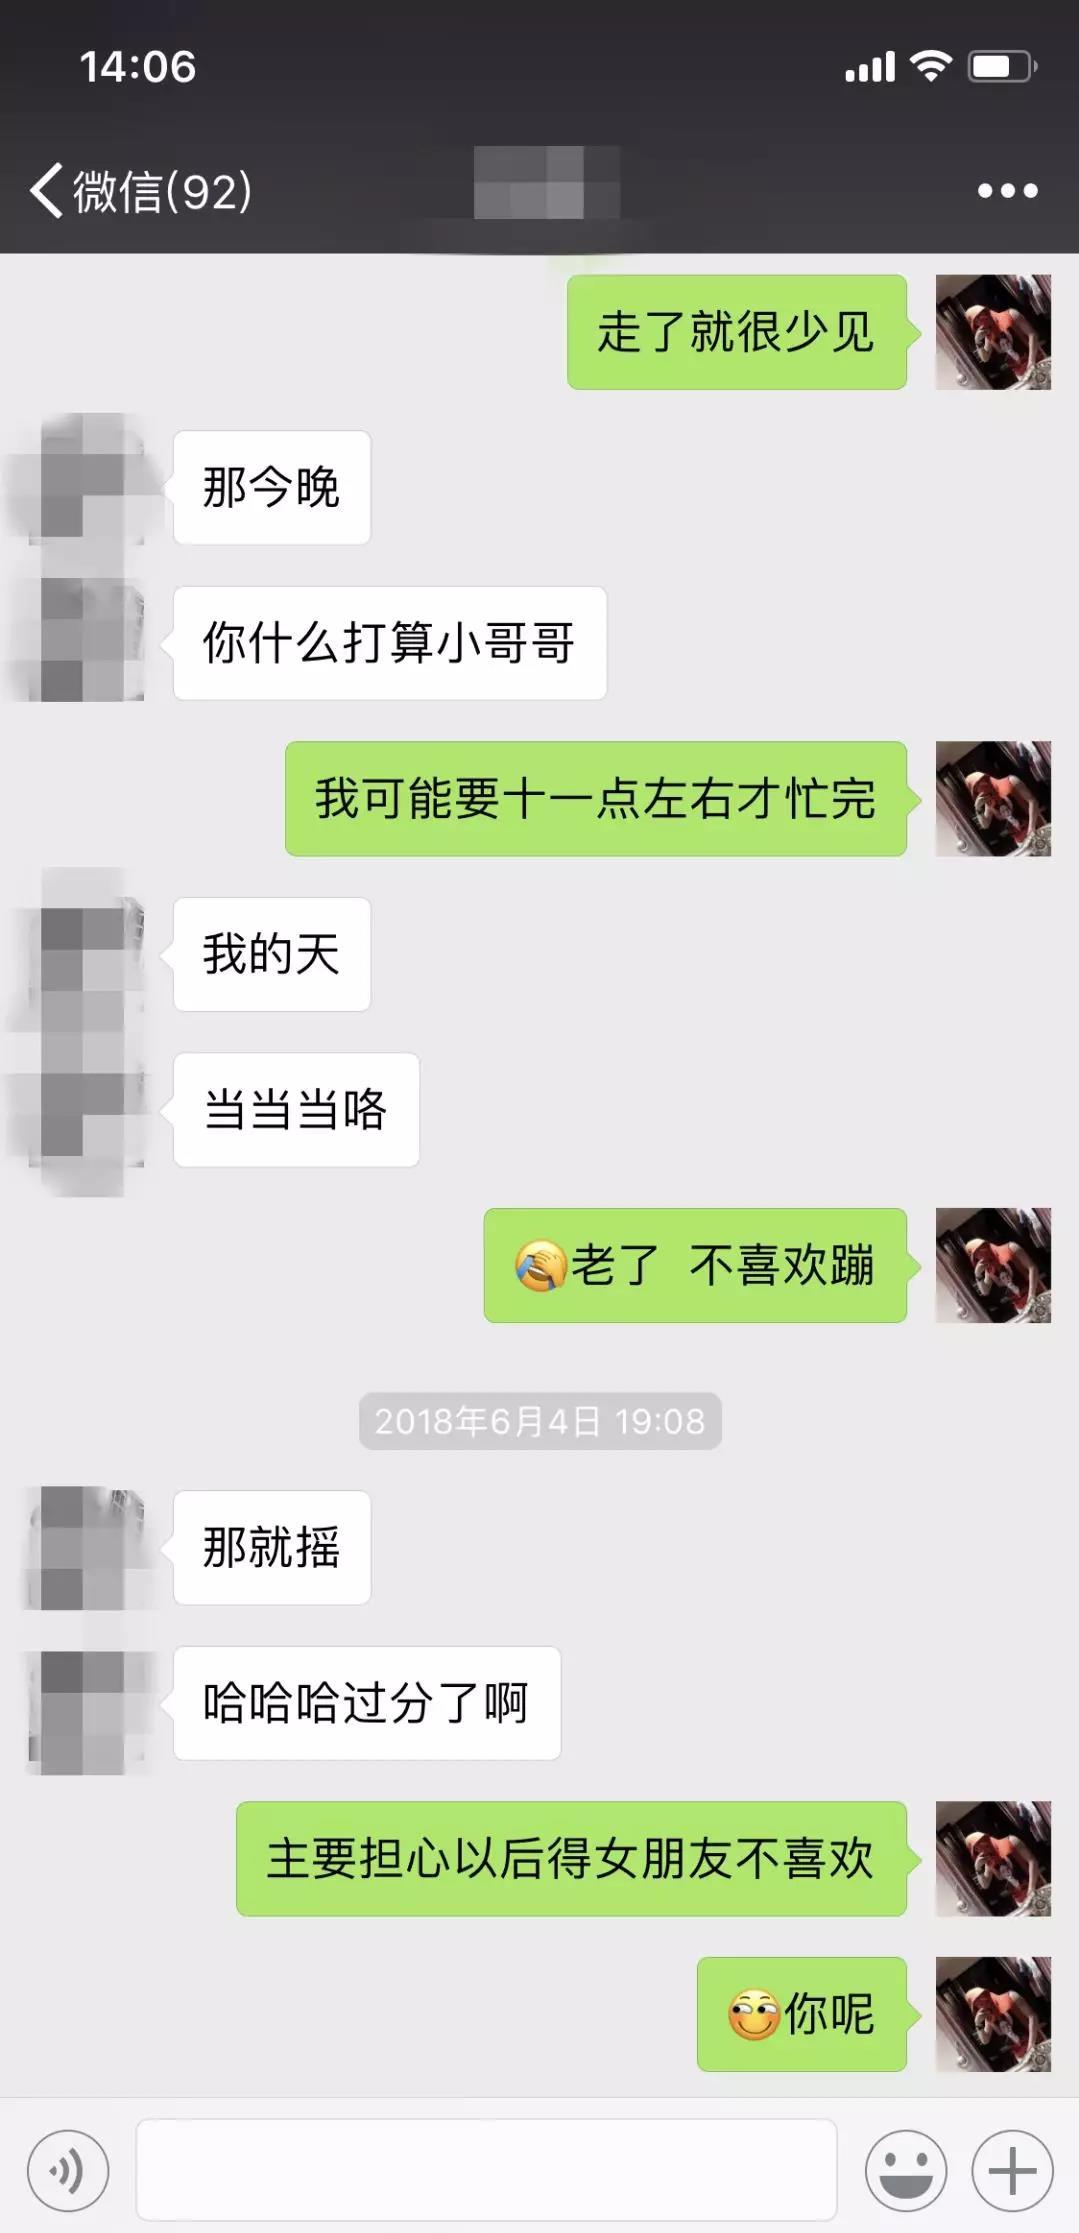 14:06
微信(92)
走了就很少见
那今晚
你什么打算小哥哥
我可能要十一点左右才忙完
我的天
当当当咯
老了 不喜欢蹦
2018年6月4日 19:08
那就摇
哈哈哈过分了啊
主要担心以后得女朋友不喜欢
你呢